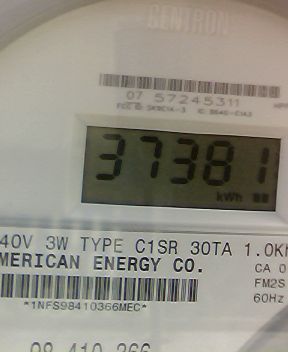 CENTRON
07 57245311
37381
kWh
40V 3W TYPE C1SR 30TA 1.0K
MERICAN ENERGY CO.
CA 0
FM2S
60Hz
*1NFS98410366MEC*
98 410 366